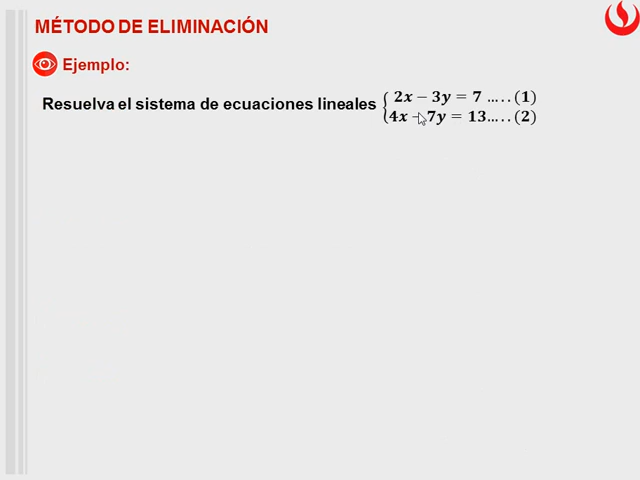 MÉTODO DE ELIMINACIÓN
Ejemplo:
Resuelva el sistema de ecuaciones lineales { 2x − 3y = 7 .....(1)
4x − 7y = 13.....(2)